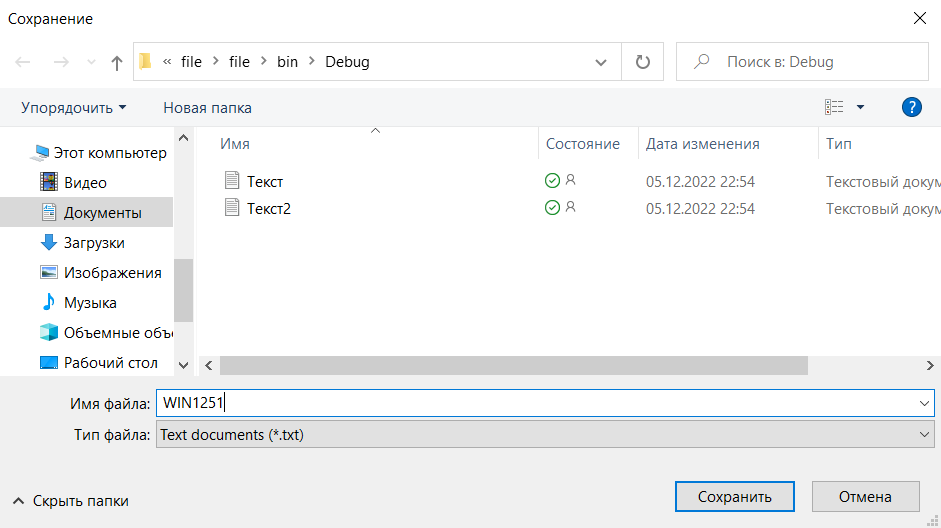 Сохранение
« file > file > bin > Debug
Поиск в: Debug
Упорядочить
Новая папка
?
Этот компьютер
Видео
Документы
Загрузки
Изображения
Музыка
Объемные объ
Рабочий стол
Имя Состояние Дата изменения Тип
Текст 05.12.2022 22:54 Текстовый докум
Текст2 05.12.2022 22:54 Текстовый докум
Имя файла: WIN1251
Тип файла: Text documents (*.txt)
Скрыть папки
Сохранить
Отмена